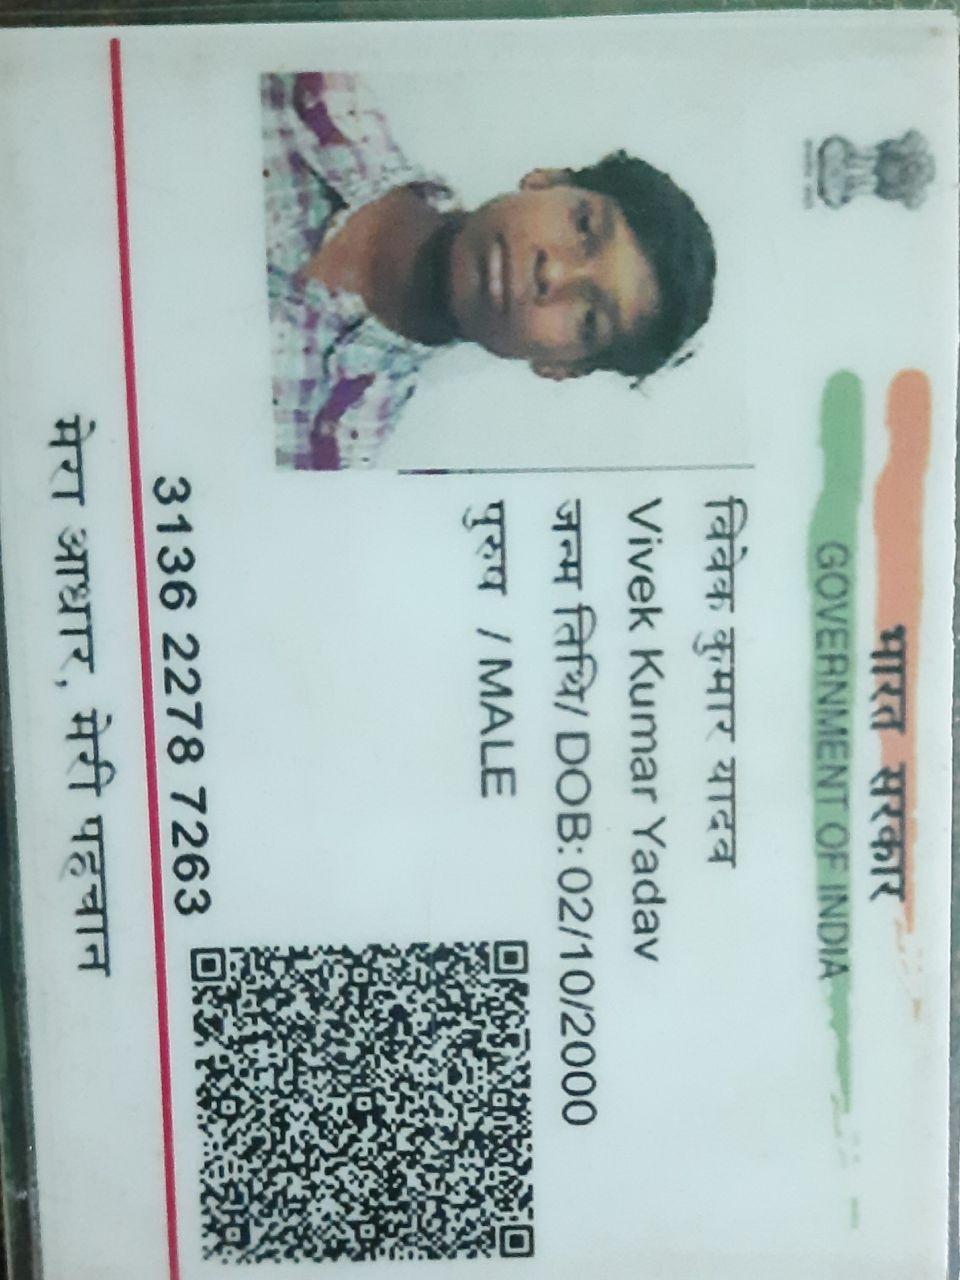 भारत सरकार
GOVERNMENT OF INDIA
विवेक कुमार यादव
Vivek Kumar Yadav
जन्म तिथि/ DOB: 02/10/2000
पुरुष / MALE
3136 2278 7263
मेरा आधार, मेरी पहचान